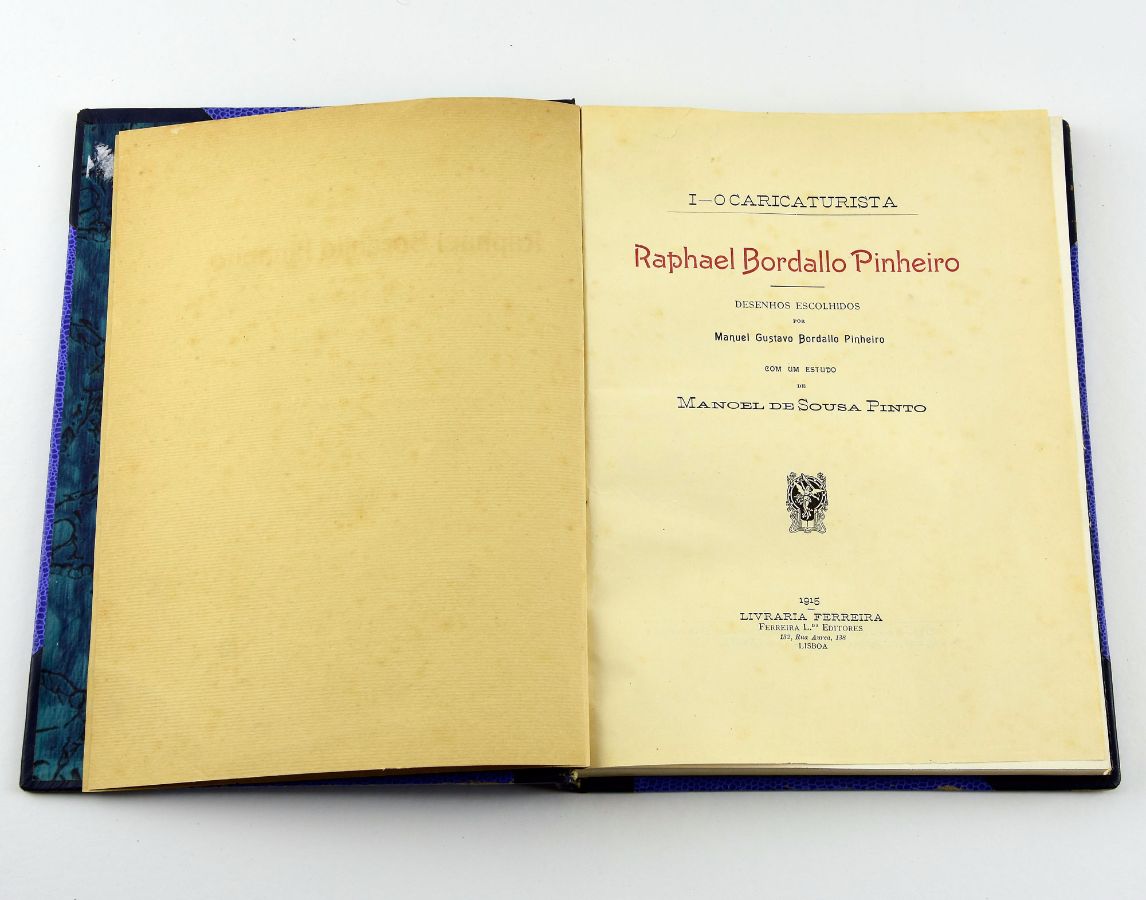 I—O CARICATURISTA
Raphael Bordallo Pinheiro
DESENHOS ESCOLHIDOS
POR
Manuel Gustavo Bordallo Pinheiro
COM UM ESTUDO
DE
MANOEL DE SOUSA PINTO
1915
LIVRARIA FERREIRA
FERREIRA L.DA EDITORES
132, Rua Aurea, 138
LISBOA